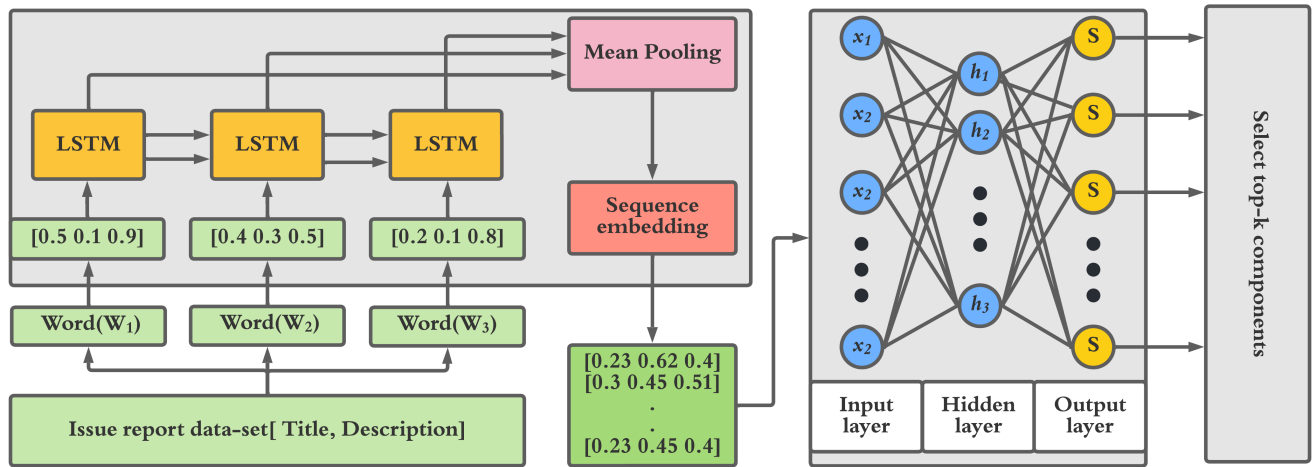 Mean Pooling
LSTM
LSTM
LSTM
[0.5 0.1 0.9]
[0.4 0.3 0.5]
[0.2 0.1 0.8]
Sequence
embedding
Word(W1)
Word(W2)
Word(W3)
Issue report data-set[ Title, Description]
[0.23 0.62 0.4]
[0.3 0.45 0.51]
.
.
[0.23 0.45 0.4]
x1
x2
x2
x2
h1
h2
h3
S
S
S
S
Input
layer
Hidden
layer
Output
layer
Select top-k components